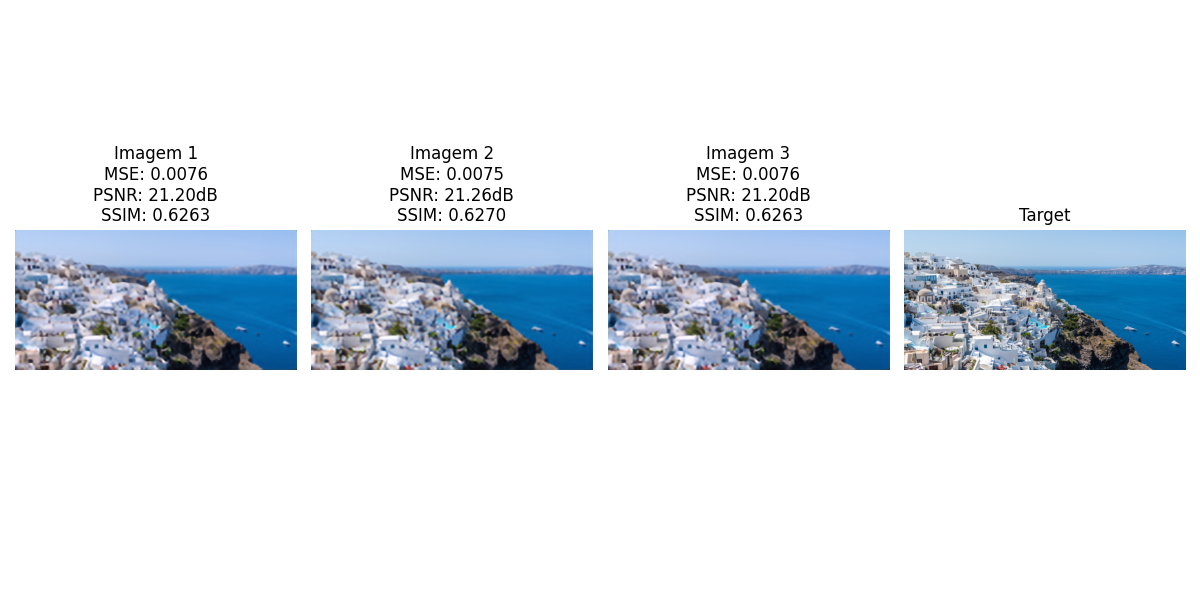 Imagem 1
MSE: 0.0076
PSNR: 21.20dB
SSIM: 0.6263
Imagem 2
MSE: 0.0075
PSNR: 21.26dB
SSIM: 0.6270
Imagem 3
MSE: 0.0076
PSNR: 21.20dB
SSIM: 0.6263
Target